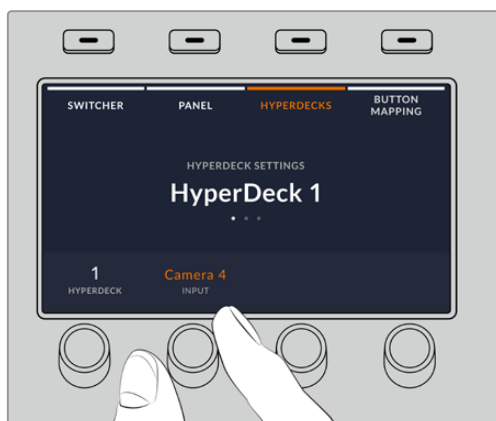 SWITCHER
PANEL
HYPERDECKS
BUTTON
MAPPING
HYPERDECK SETTINGS
HyperDeck 1
1
HYPERDECK
Camera 4
INPUT